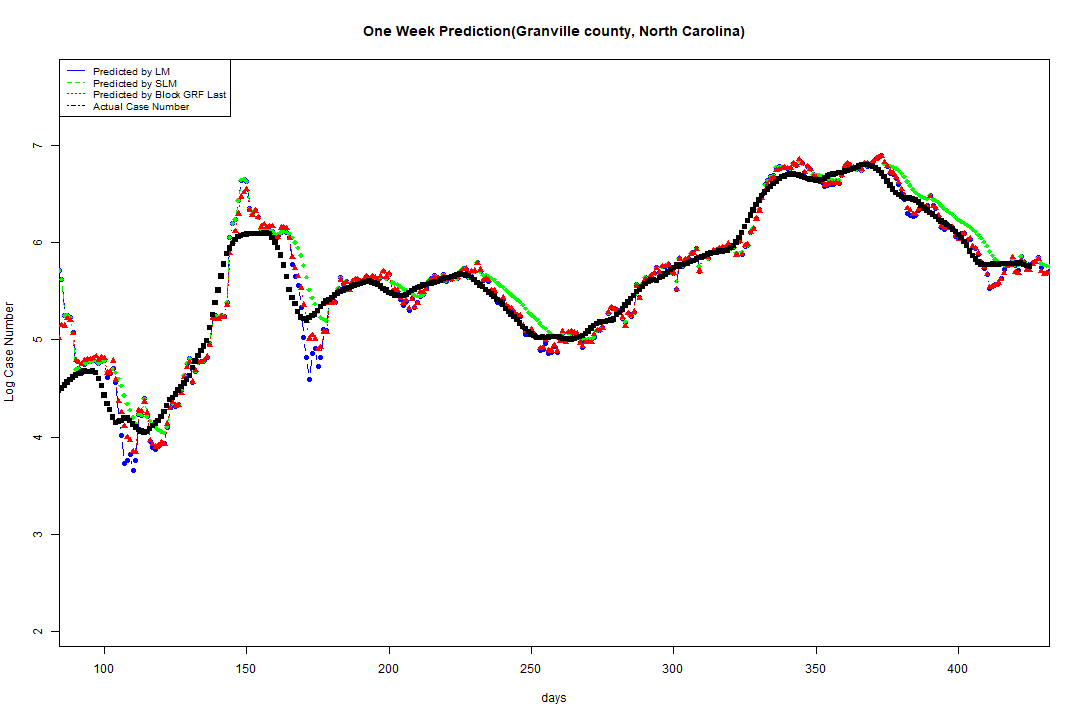 One Week Prediction(Granville county, North Carolina)
Predicted by LM
Predicted by SLM
Predicted by Block GRF Last
Actual Case Number
7
6
5
4
3
2
Log Case Number
100 150 200 250 300 350 400
days